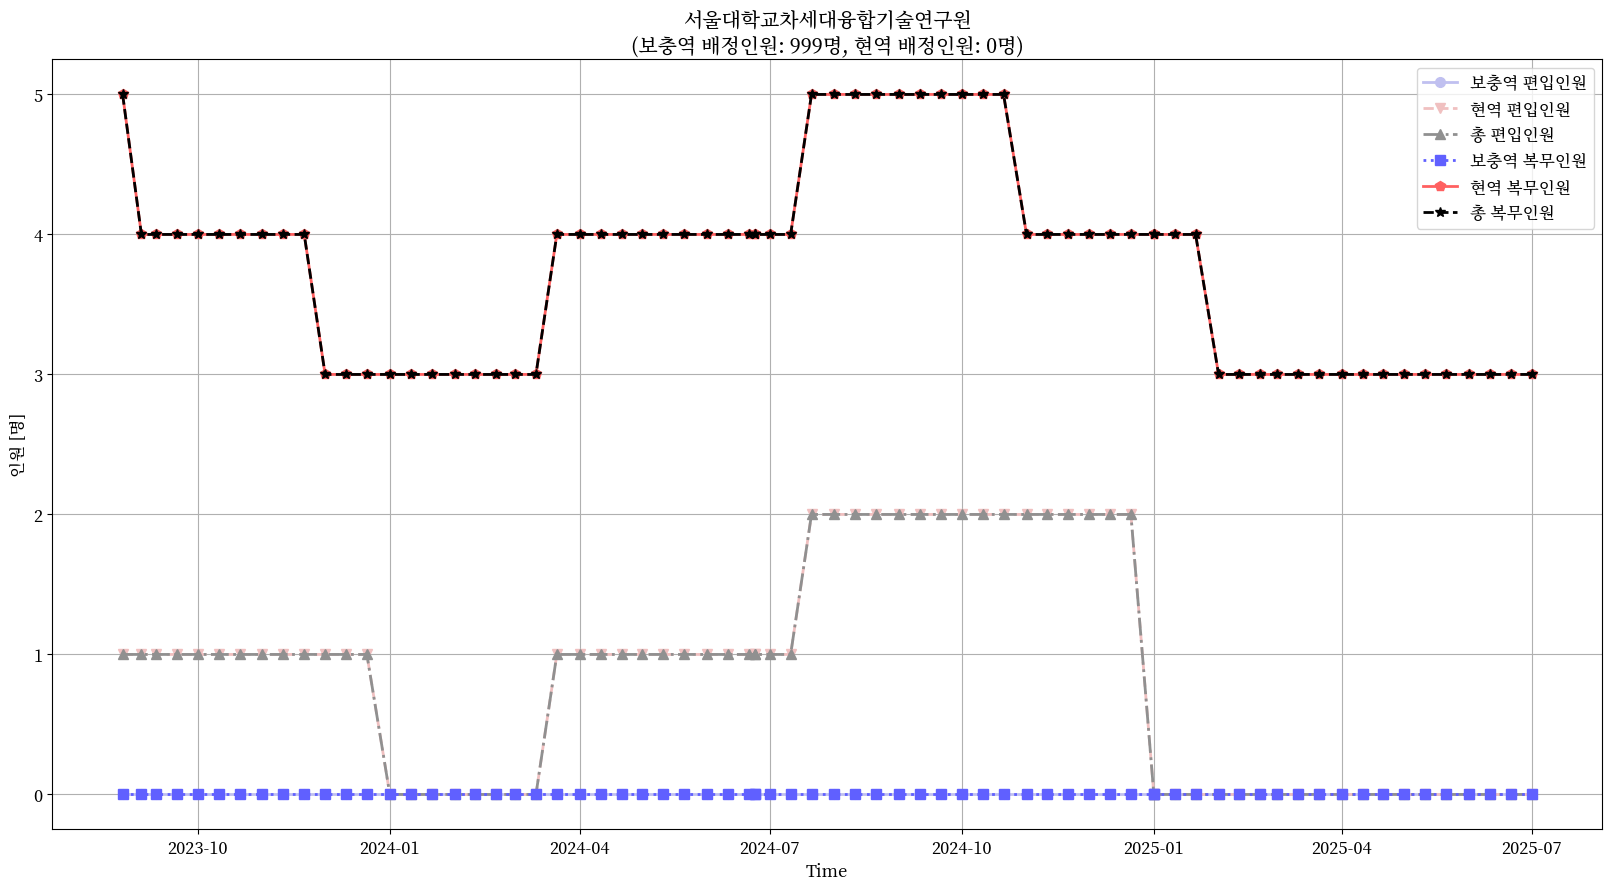 서울대학교차세대융합기술연구원
(보충역 배정인원: 999명, 현역 배정인원: 0명)
보충역 편입인원
현역 편입인원
총 편입인원
보충역 복무인원
현역 복무인원
총 복무인원
인원 [명]
5
4
3
2
1
0
2023-10
2024-01
2024-04
2024-07
2024-10
2025-01
2025-04
2025-07
Time